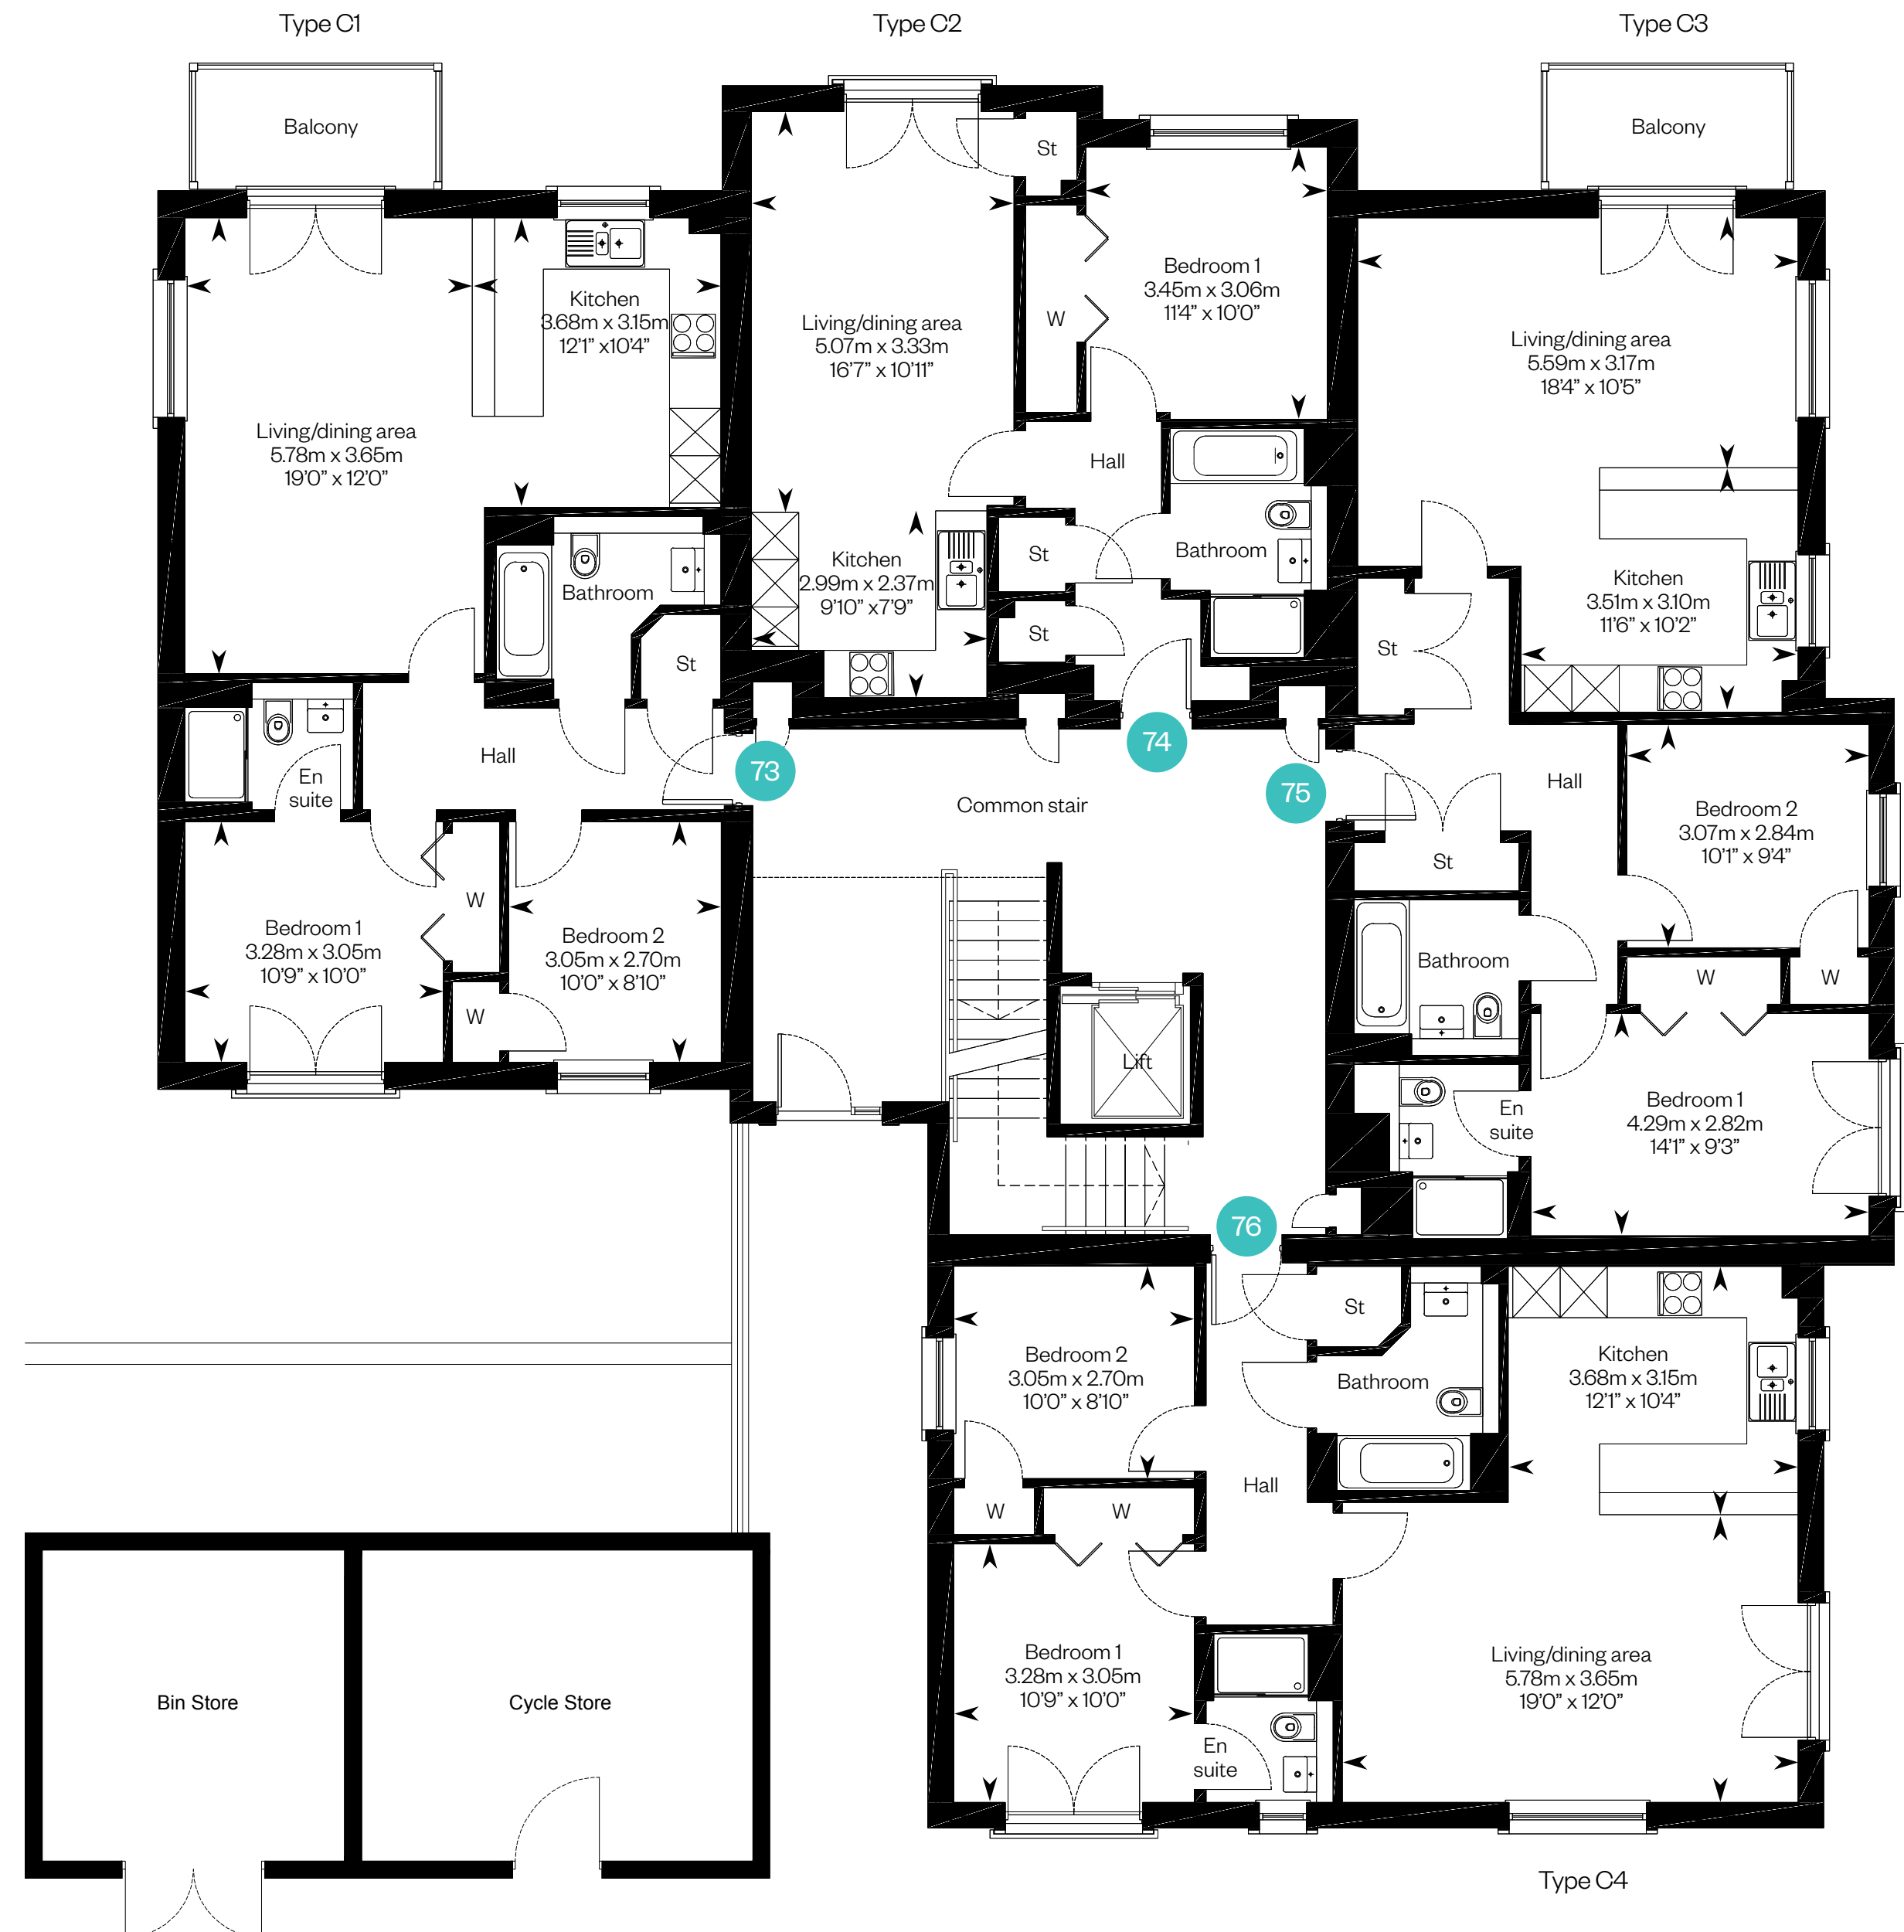 Type C1
Type C2
Type C3
Balcony
Balcony
St
Bedroom 1
3.45m x 3.06m
11’4” x 10’0”
W
Kitchen
3.68m x 3.15m
12’1” x10’4”
Living/dining area
5.07m x 3.33m
16’7” x 10’11”
Living/dining area
5.59m x 3.17m
18’4” x 10’5”
Living/dining area
5.78m x 3.65m
19’0” x 12’0”
Hall
Bathroom
St
Kitchen
2.99m x 2.37m
9’10” x7’9”
Bathroom
St
Kitchen
3.51m x 3.10m
11’6” x 10’2”
St
St
Hall
En
suite
73
74
75
Common stair
Hall
Bedroom 2
3.07m x 2.84m
10’1” x 9’4”
St
W
Bedroom 1
3.28m x 3.05m
10’9” x 10’0”
Bedroom 2
3.05m x 2.70m
10’0” x 8’10”
W
Bathroom
W
W
Lift
En
suite
Bedroom 1
4.29m x 2.82m
14’1” x 9’3”
76
St
Bedroom 2
3.05m x 2.70m
10’0” x 8’10”
Bathroom
Kitchen
3.68m x 3.15m
12’1” x 10’4”
Hall
W
W
Bedroom 1
3.28m x 3.05m
10’9” x 10’0”
Living/dining area
5.78m x 3.65m
19’0” x 12’0”
En
suite
Bin Store
Cycle Store
Type C4